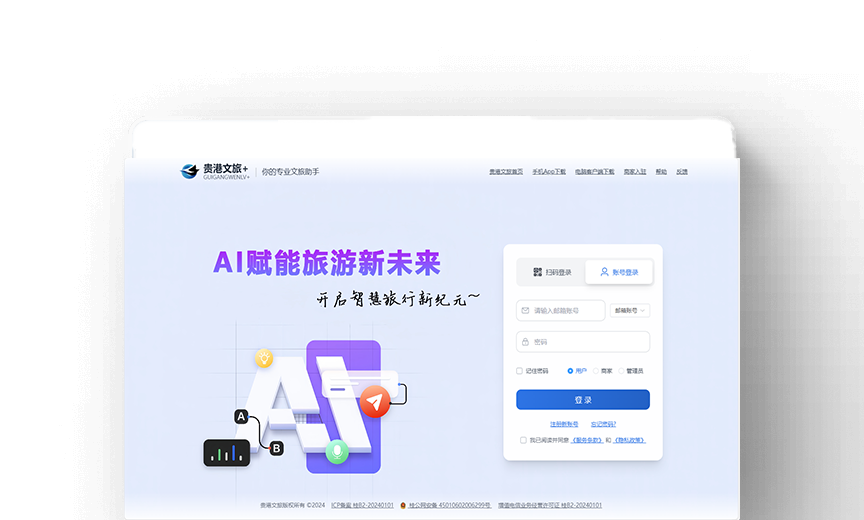 贵港文旅+
GUIGANGWENLV+
你的专业文旅助手
贵港文旅首页 手机App下载 电脑客户端下载 商家入驻 帮助 反馈
AI赋能旅游新未来
开启智慧旅行新纪元~
扫码登录 账号登录
请输入邮箱账号 邮箱账号
密码
记住密码 用户 商家 管理员
登 录
注册新账号 忘记密码?
我已阅读并同意 《服务条款》 和 《隐私政策》
AI
A
B
贵港文旅版权所有 ©2024 ICP备案 桂B2-20240101 桂公网安备 45010602006299号 增值电信业务经营许可证 桂B2-20240101